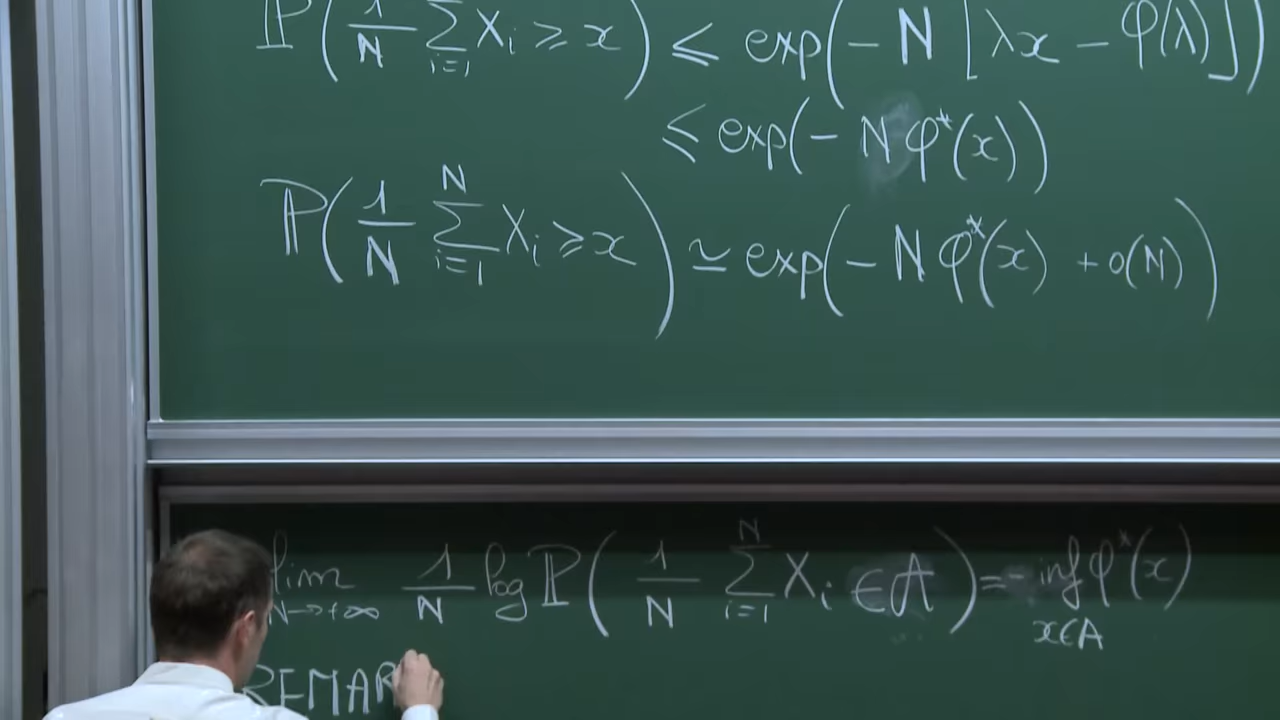 ℙ(1/N ∑_{i=1} X_i ≥ x) ≤ exp(− N [λx − φ(λ)])
≤ exp(− N φ*(x))
ℙ(1/N ∑_{i=1}^{N} X_i ≥ x) ≃ exp(− N φ*(x) + o(N))
lim_{N→+∞} 1/N log ℙ(1/N ∑_{i=1}^{N} X_i ∈ A) = − inf_{x∈A} φ*(x)
REMAR